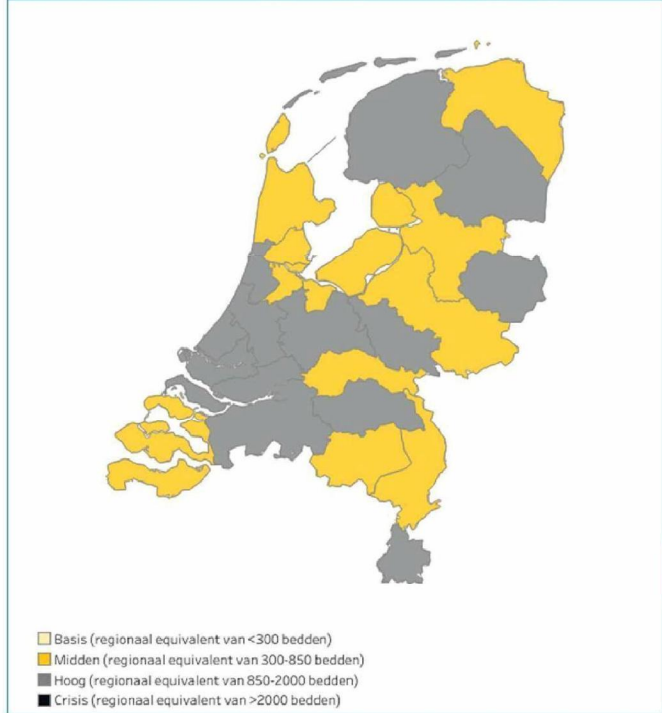 Basis (regionaal equivalent van <300 bedden)
Midden (regionaal equivalent van 300-850 bedden)
Hoog (regionaal equivalent van 850-2000 bedden)
Crisis (regionaal equivalent van >2000 bedden)